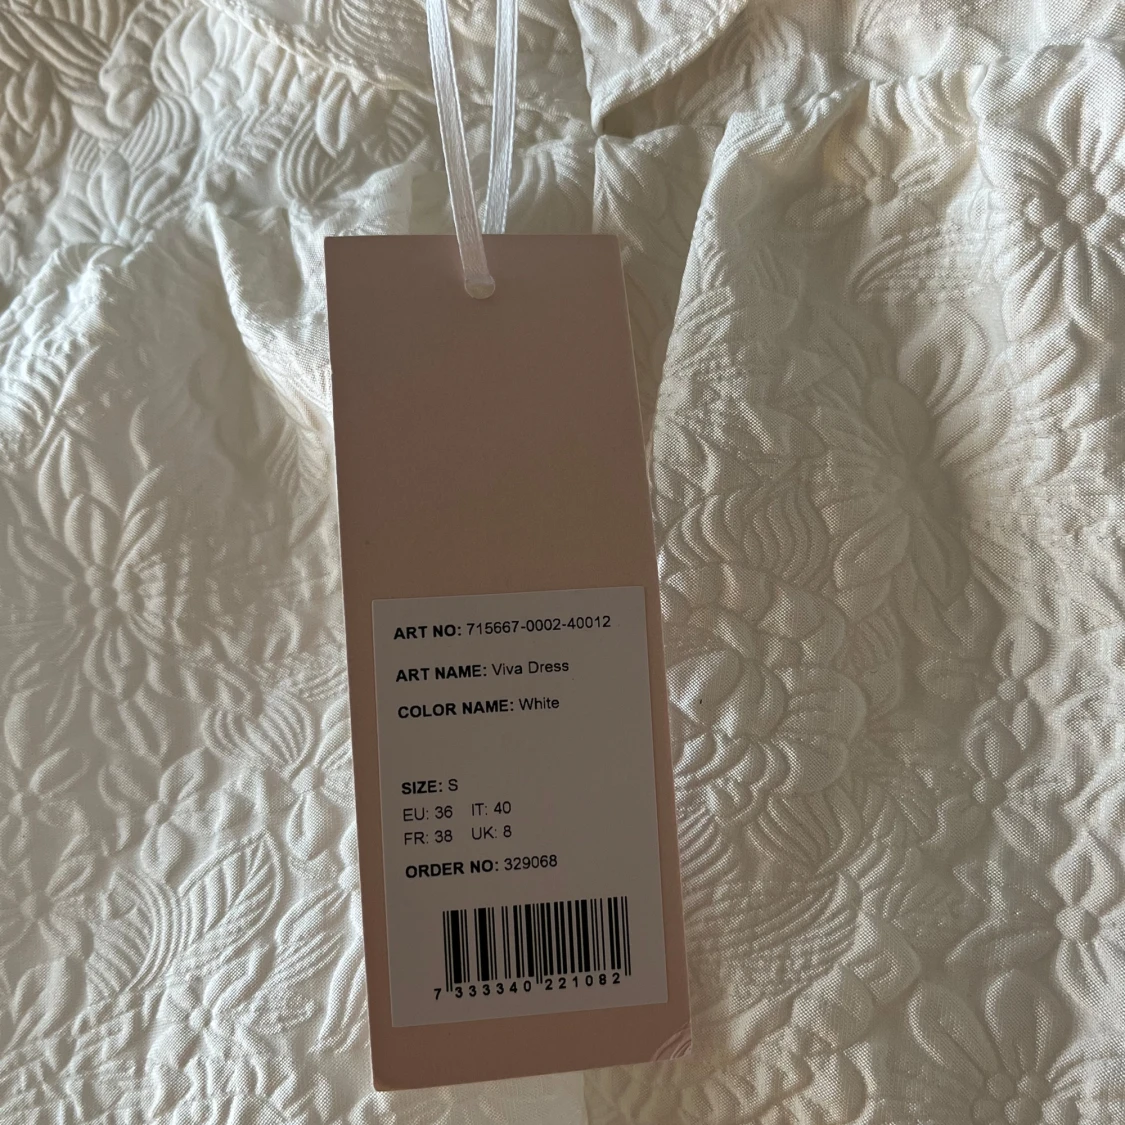 ART NO: 715667-0002-40012
ART NAME: Viva Dress
COLOR NAME: White
SIZE: S
EU: 36 IT: 40
FR: 38 UK: 8
ORDER NO: 329068
7 333340 221082